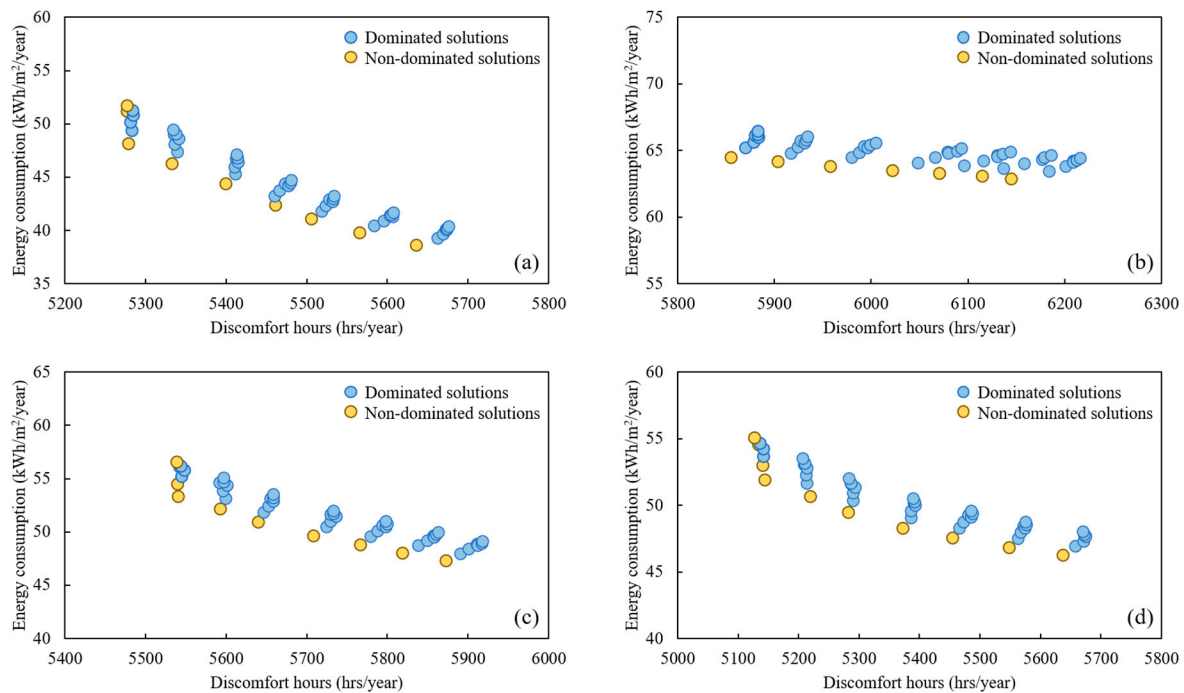 60
55
50
45
40
35
5200 5300 5400 5500 5600 5700 5800
Energy consumption (kWh/m²/year)
Discomfort hours (hrs/year)
Dominated solutions
Non-dominated solutions
(a)
75
70
65
60
55
5800 5900 6000 6100 6200 6300
Energy consumption (kWh/m²/year)
Discomfort hours (hrs/year)
Dominated solutions
Non-dominated solutions
(b)
65
60
55
50
45
40
5400 5500 5600 5700 5800 5900 6000
Energy consumption (kWh/m²/year)
Discomfort hours (hrs/year)
Dominated solutions
Non-dominated solutions
(c)
60
55
50
45
40
5000 5100 5200 5300 5400 5500 5600 5700 5800
Energy consumption (kWh/m²/year)
Discomfort hours (hrs/year)
Dominated solutions
Non-dominated solutions
(d)